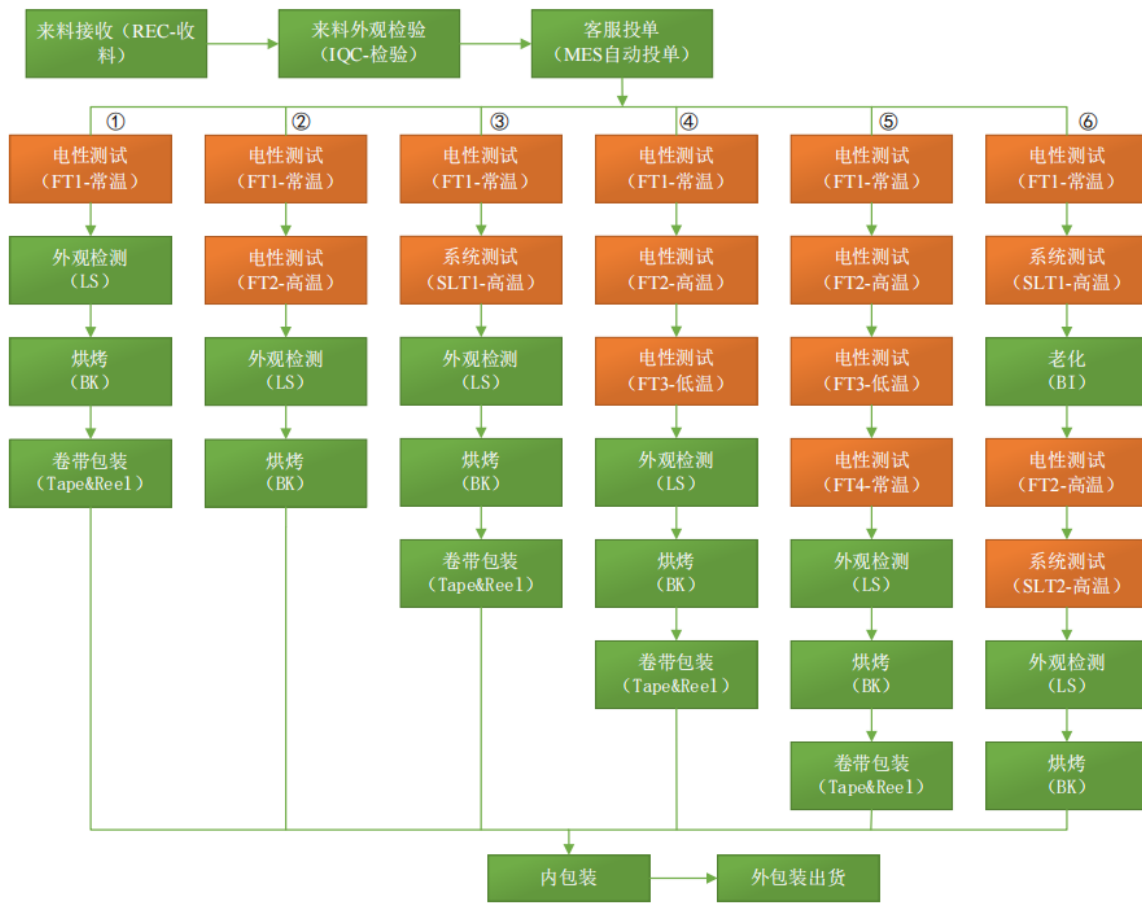 来料接收（REC-收
料）
来料外观检验
（IQC-检验）
客服投单
（MES自动投单）
①
②
③
④
⑤
⑥
电性测试
（FT1-常温）
外观检测
（LS）
烘烤
（BK）
卷带包装
（Tape&Reel）
电性测试
（FT1-常温）
电性测试
（FT2-高温）
外观检测
（LS）
烘烤
（BK）
电性测试
（FT1-常温）
系统测试
（SLT1-高温）
外观检测
（LS）
烘烤
（BK）
卷带包装
（Tape&Reel）
电性测试
（FT1-常温）
电性测试
（FT2-高温）
电性测试
（FT3-低温）
外观检测
（LS）
烘烤
（BK）
卷带包装
（Tape&Reel）
电性测试
（FT1-常温）
电性测试
（FT2-高温）
电性测试
（FT3-低温）
电性测试
（FT4-常温）
外观检测
（LS）
烘烤
（BK）
卷带包装
（Tape&Reel）
电性测试
（FT1-常温）
系统测试
（SLT1-高温）
老化
（BI）
电性测试
（FT2-高温）
系统测试
（SLT2-高温）
外观检测
（LS）
烘烤
（BK）
内包装
外包装出货